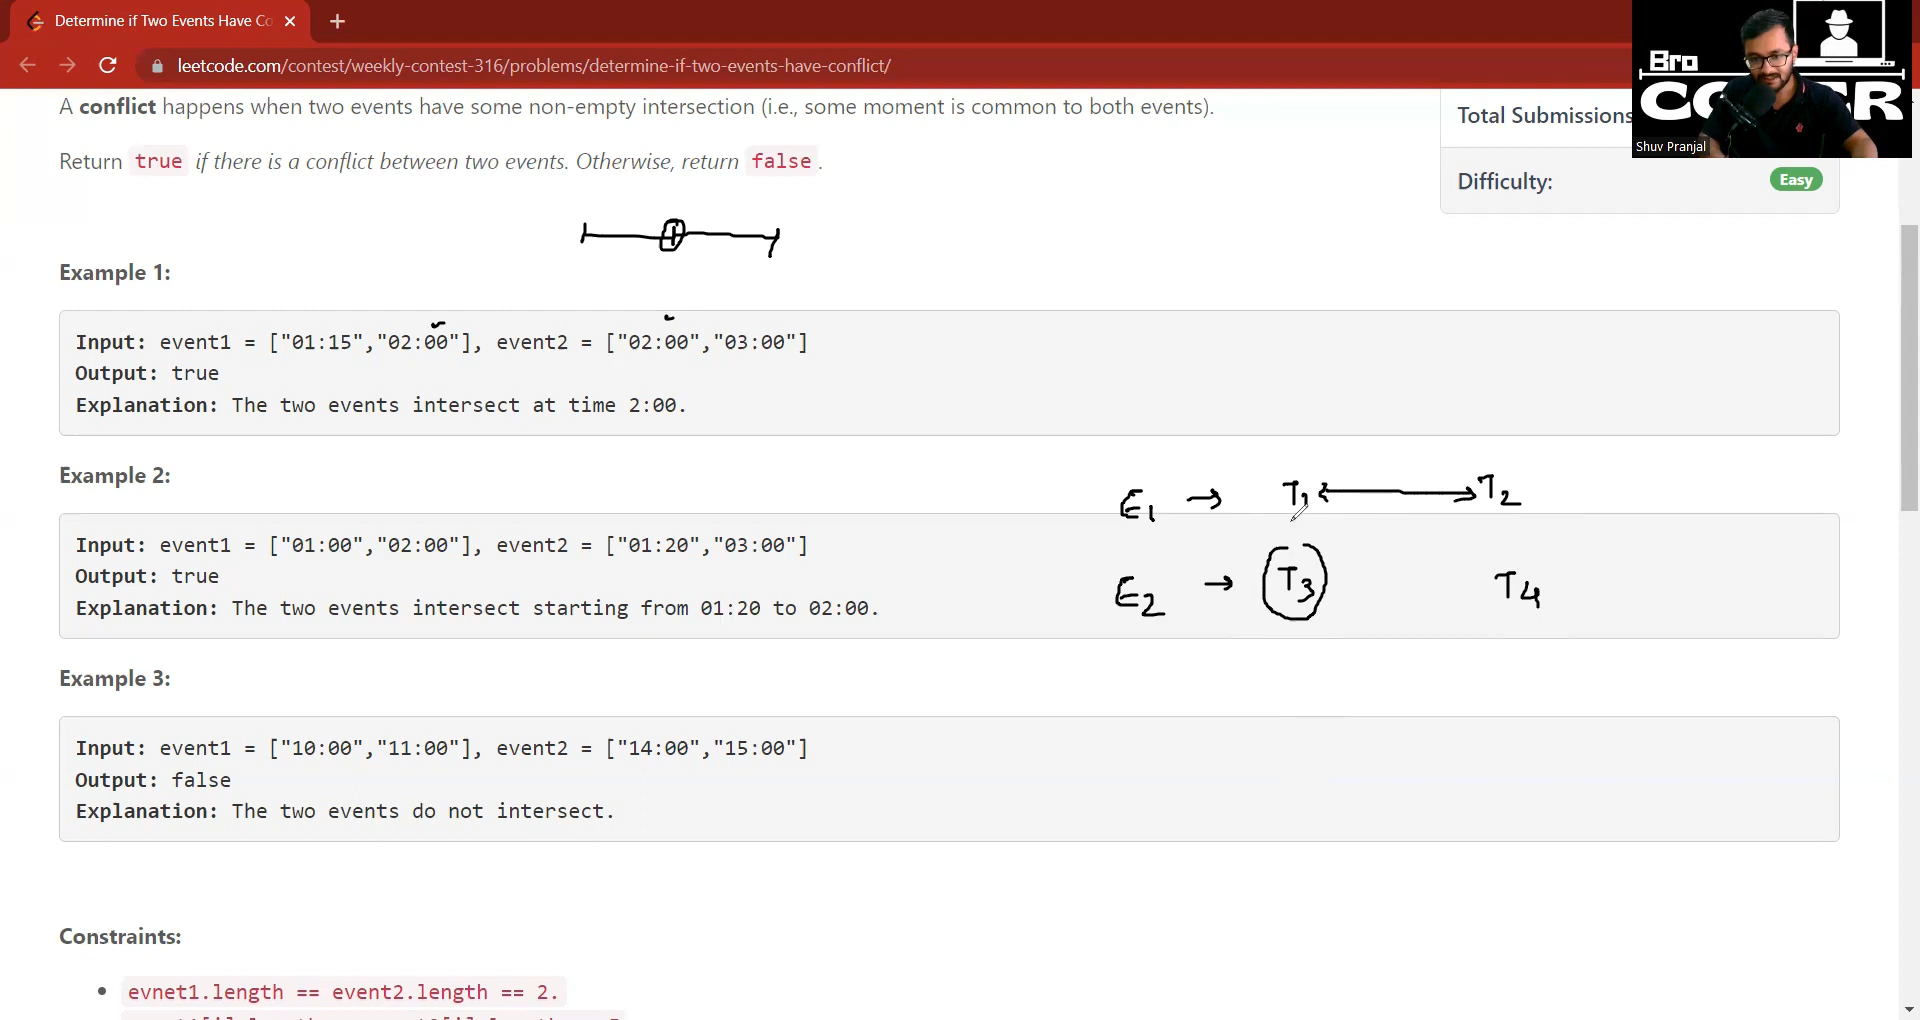 Determine if Two Events Have Co
leetcode.com/contest/weekly-contest-316/problems/determine-if-two-events-have-conflict/
Bro
Shuv Pranjal
A conflict happens when two events have some non-empty intersection (i.e., some moment is common to both events).
Total Submissions
Return true if there is a conflict between two events. Otherwise, return false.
Difficulty:
Easy
Example 1:
Input: event1 = ["01:15","02:00"], event2 = ["02:00","03:00"]
Output: true
Explanation: The two events intersect at time 2:00.
Example 2:
E1 → T1 ↔ T2
Input: event1 = ["01:00","02:00"], event2 = ["01:20","03:00"]
Output: true
E2 → T3 T4
Explanation: The two events intersect starting from 01:20 to 02:00.
Example 3:
Input: event1 = ["10:00","11:00"], event2 = ["14:00","15:00"]
Output: false
Explanation: The two events do not intersect.
Constraints:
evnet1.length == event2.length == 2.